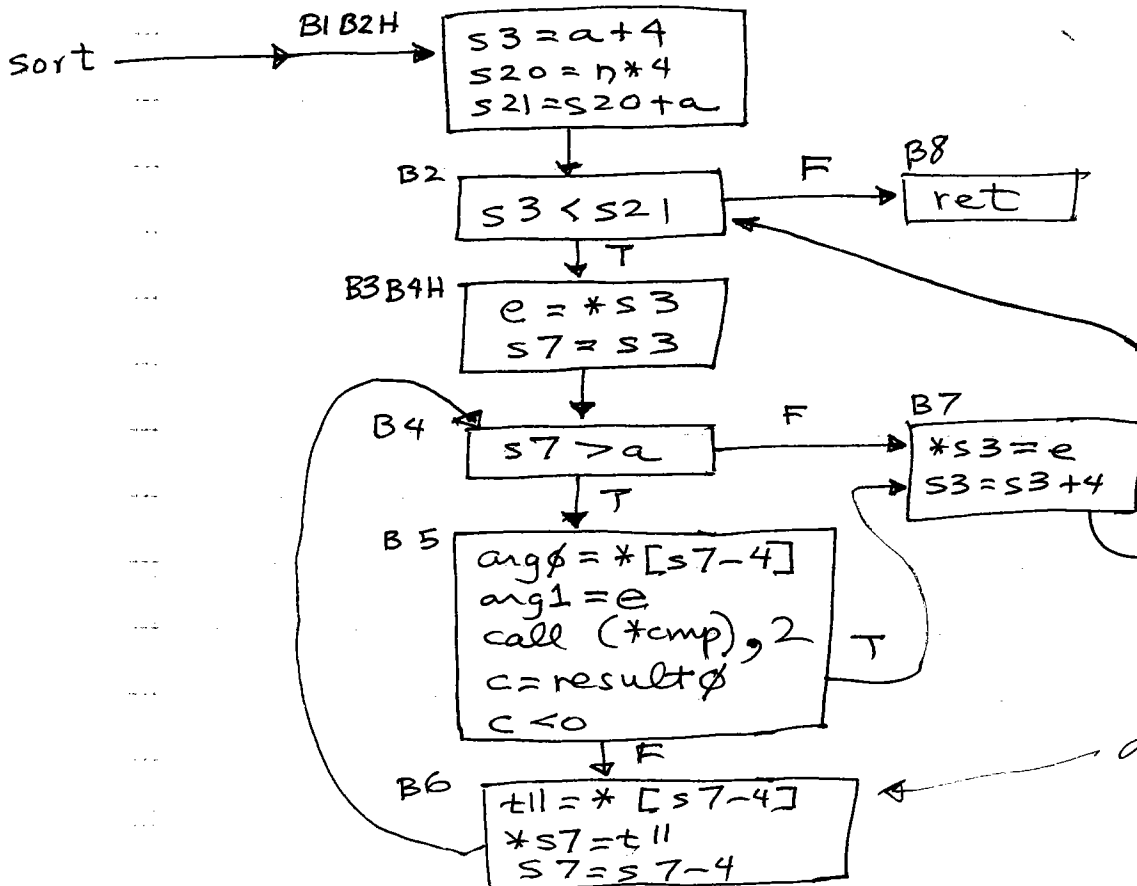 sort
B1B2H
s3=a+4
s20=n*4
s21=s20+a
B2
s3<s21
F
B8
ret
T
B3B4H
e=*s3
s7=s3
B4
s7>a
F
B7
*s3=e
s3=s3+4
T
B5
argø=*[s7-4]
arg1=e
call (*cmp),2
c=resultø
c<0
T
F
B6
t11=*[s7-4]
*s7=t11
s7=s7-4